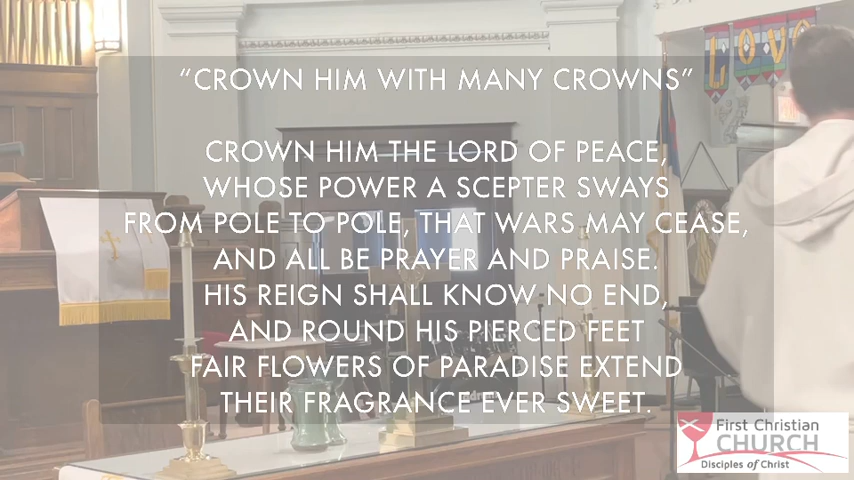 LOVE
“CROWN HIM WITH MANY CROWNS”
CROWN HIM THE LORD OF PEACE,
WHOSE POWER A SCEPTER SWAYS
FROM POLE TO POLE, THAT WARS MAY CEASE,
AND ALL BE PRAYER AND PRAISE.
HIS REIGN SHALL KNOW NO END,
AND ROUND HIS PIERCED FEET
FAIR FLOWERS OF PARADISE EXTEND
THEIR FRAGRANCE EVER SWEET.
First Christian
CHURCH
Disciples of Christ